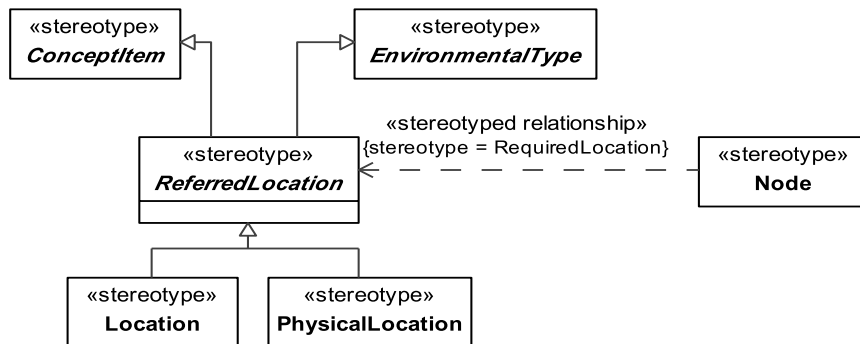 «stereotype»
ConceptItem
«stereotype»
EnvironmentalType
«stereotyped relationship»
{stereotype = RequiredLocation}
«stereotype»
ReferredLocation
«stereotype»
Node
«stereotype»
Location
«stereotype»
PhysicalLocation